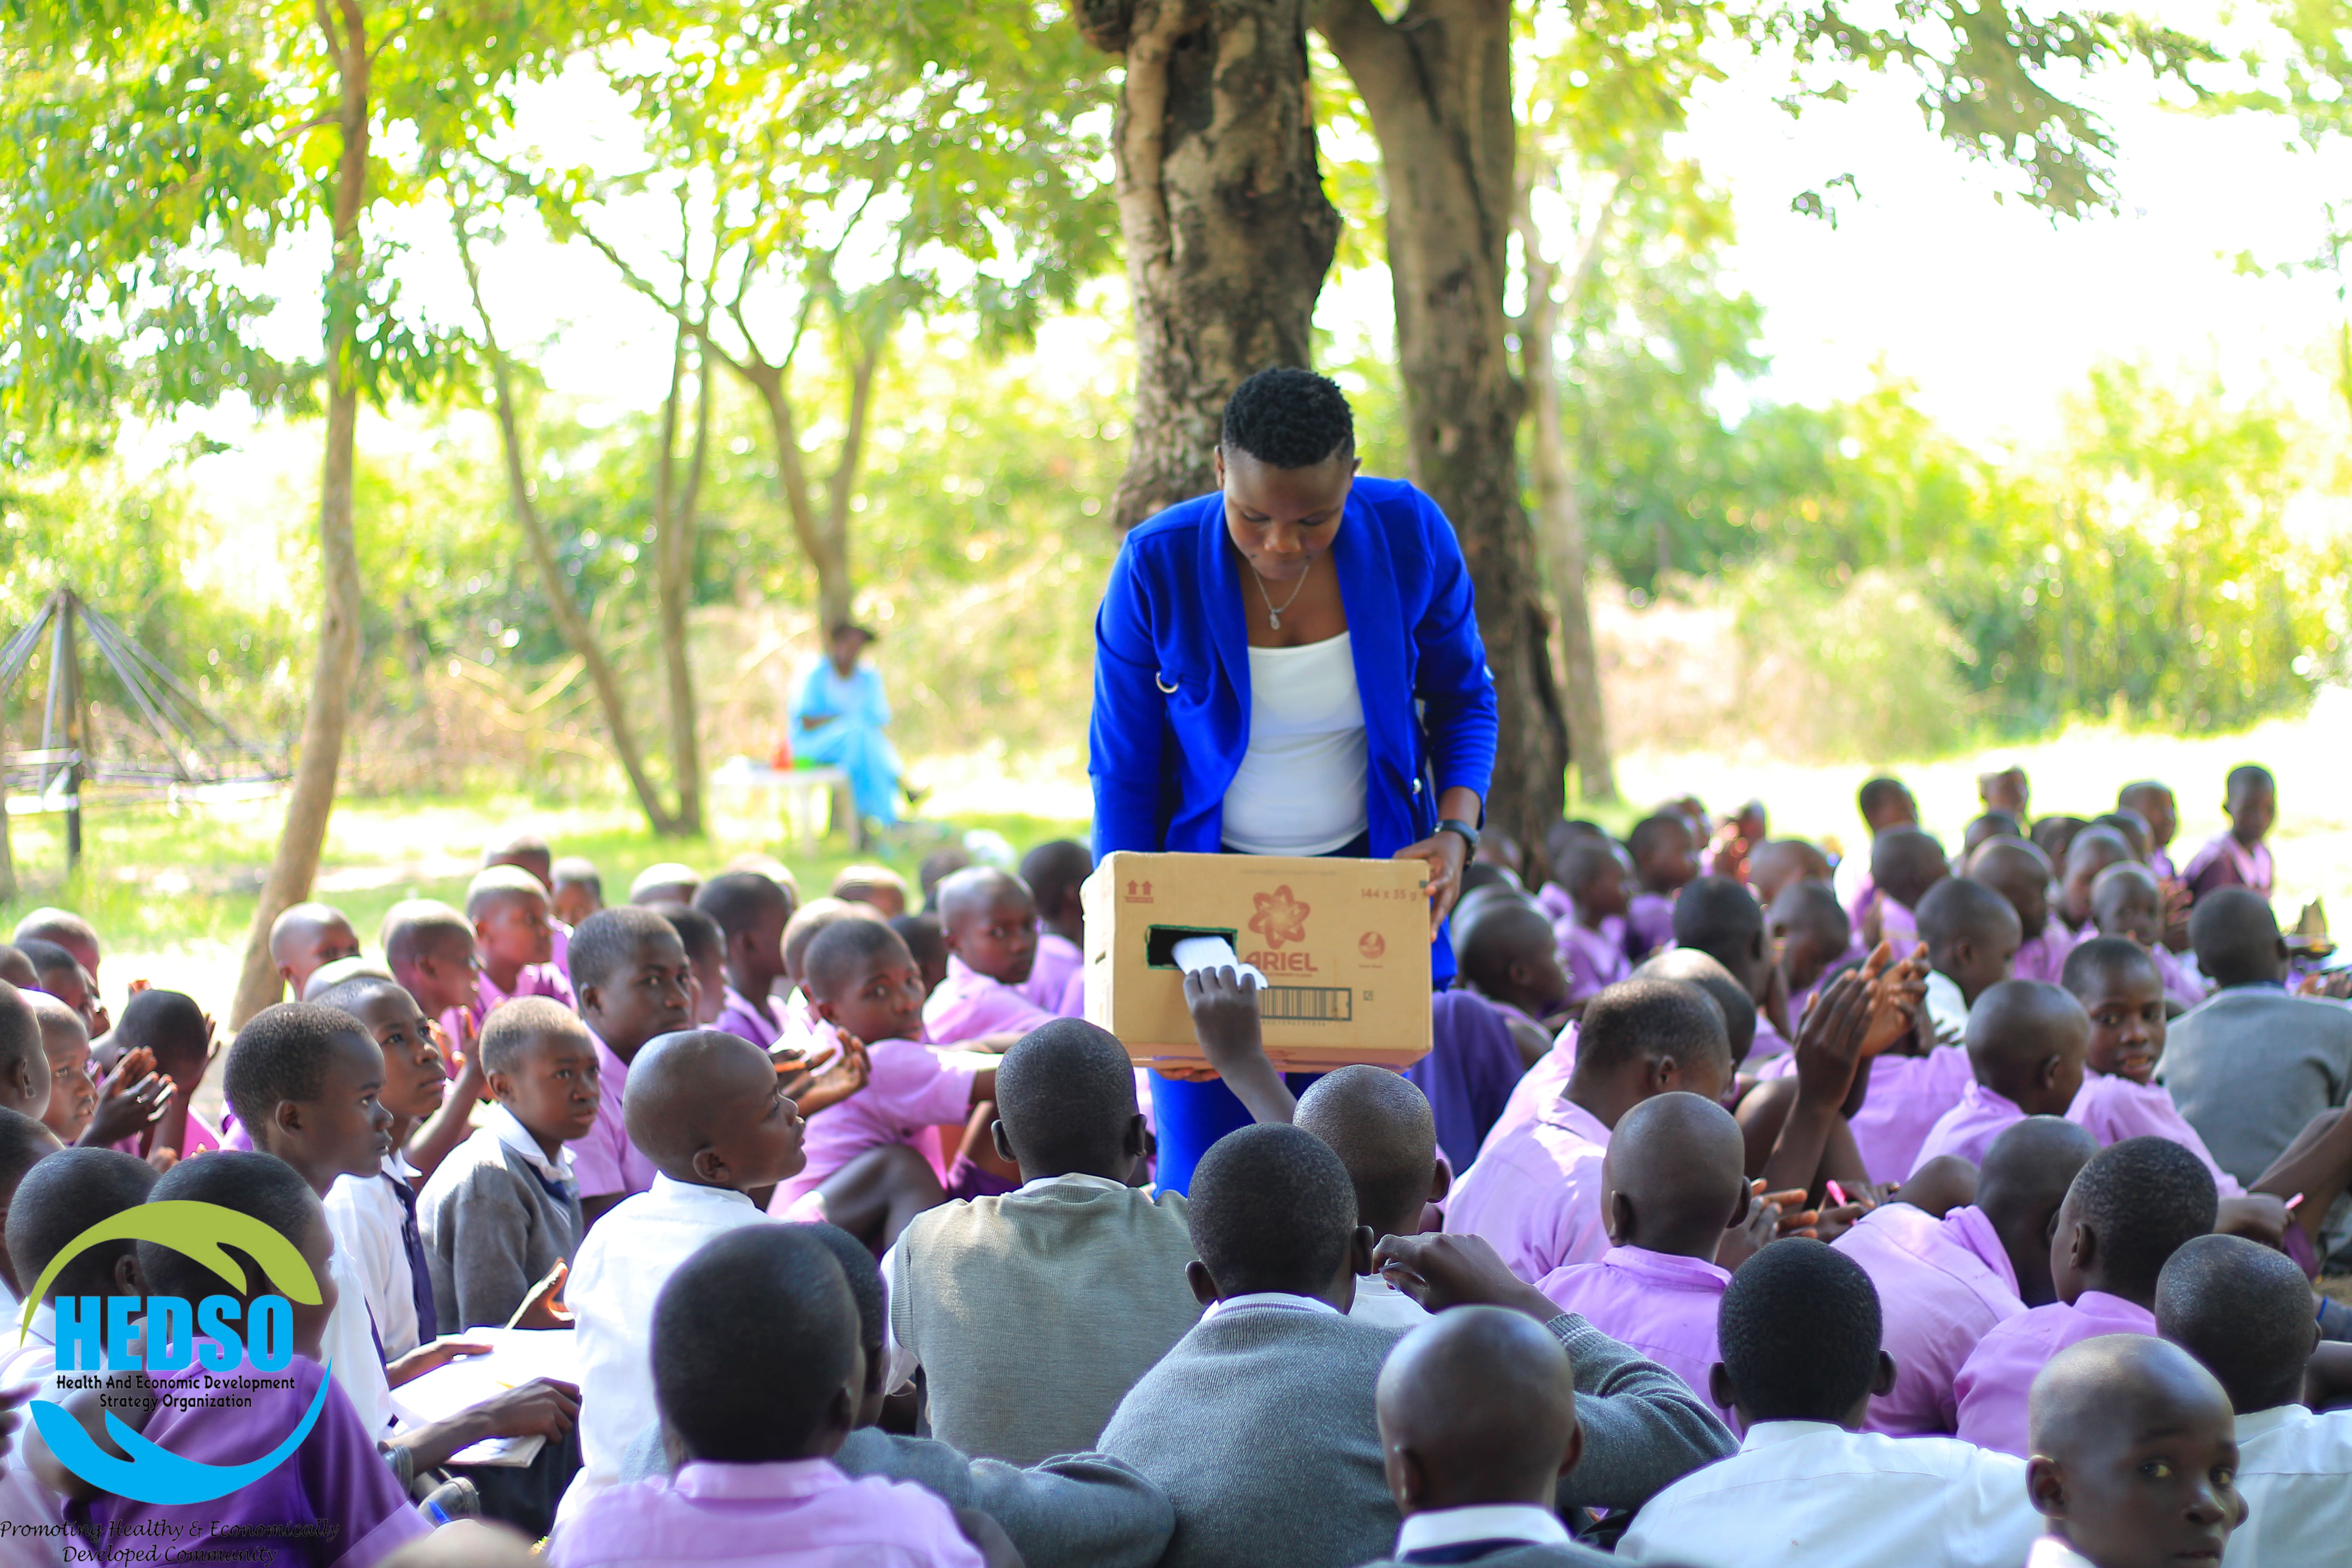 144 x 35 g
ARIEL
HEDSO
Health And Economic Development
Strategy Organization
Promoting Healthy & Economically
Developed Community